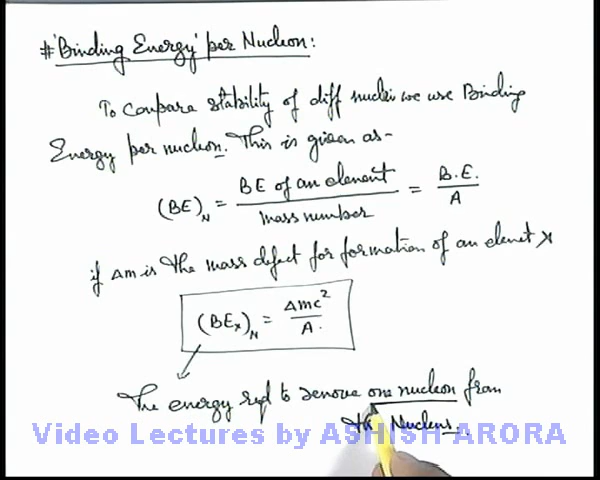 # 'Binding Energy' per Nucleon:
To Compare stability of diff nuclei we use Binding
Energy per nucleon. This is given as-
(BE)N = BE of an element / mass number = B.E. / A
if Δm is the mass defect for formation of an elemet X
(BEx)N = Δmc² / A.
The energy reqd to remove one nucleon from
the Nucleus.
Video Lectures by ASHISH ARORA